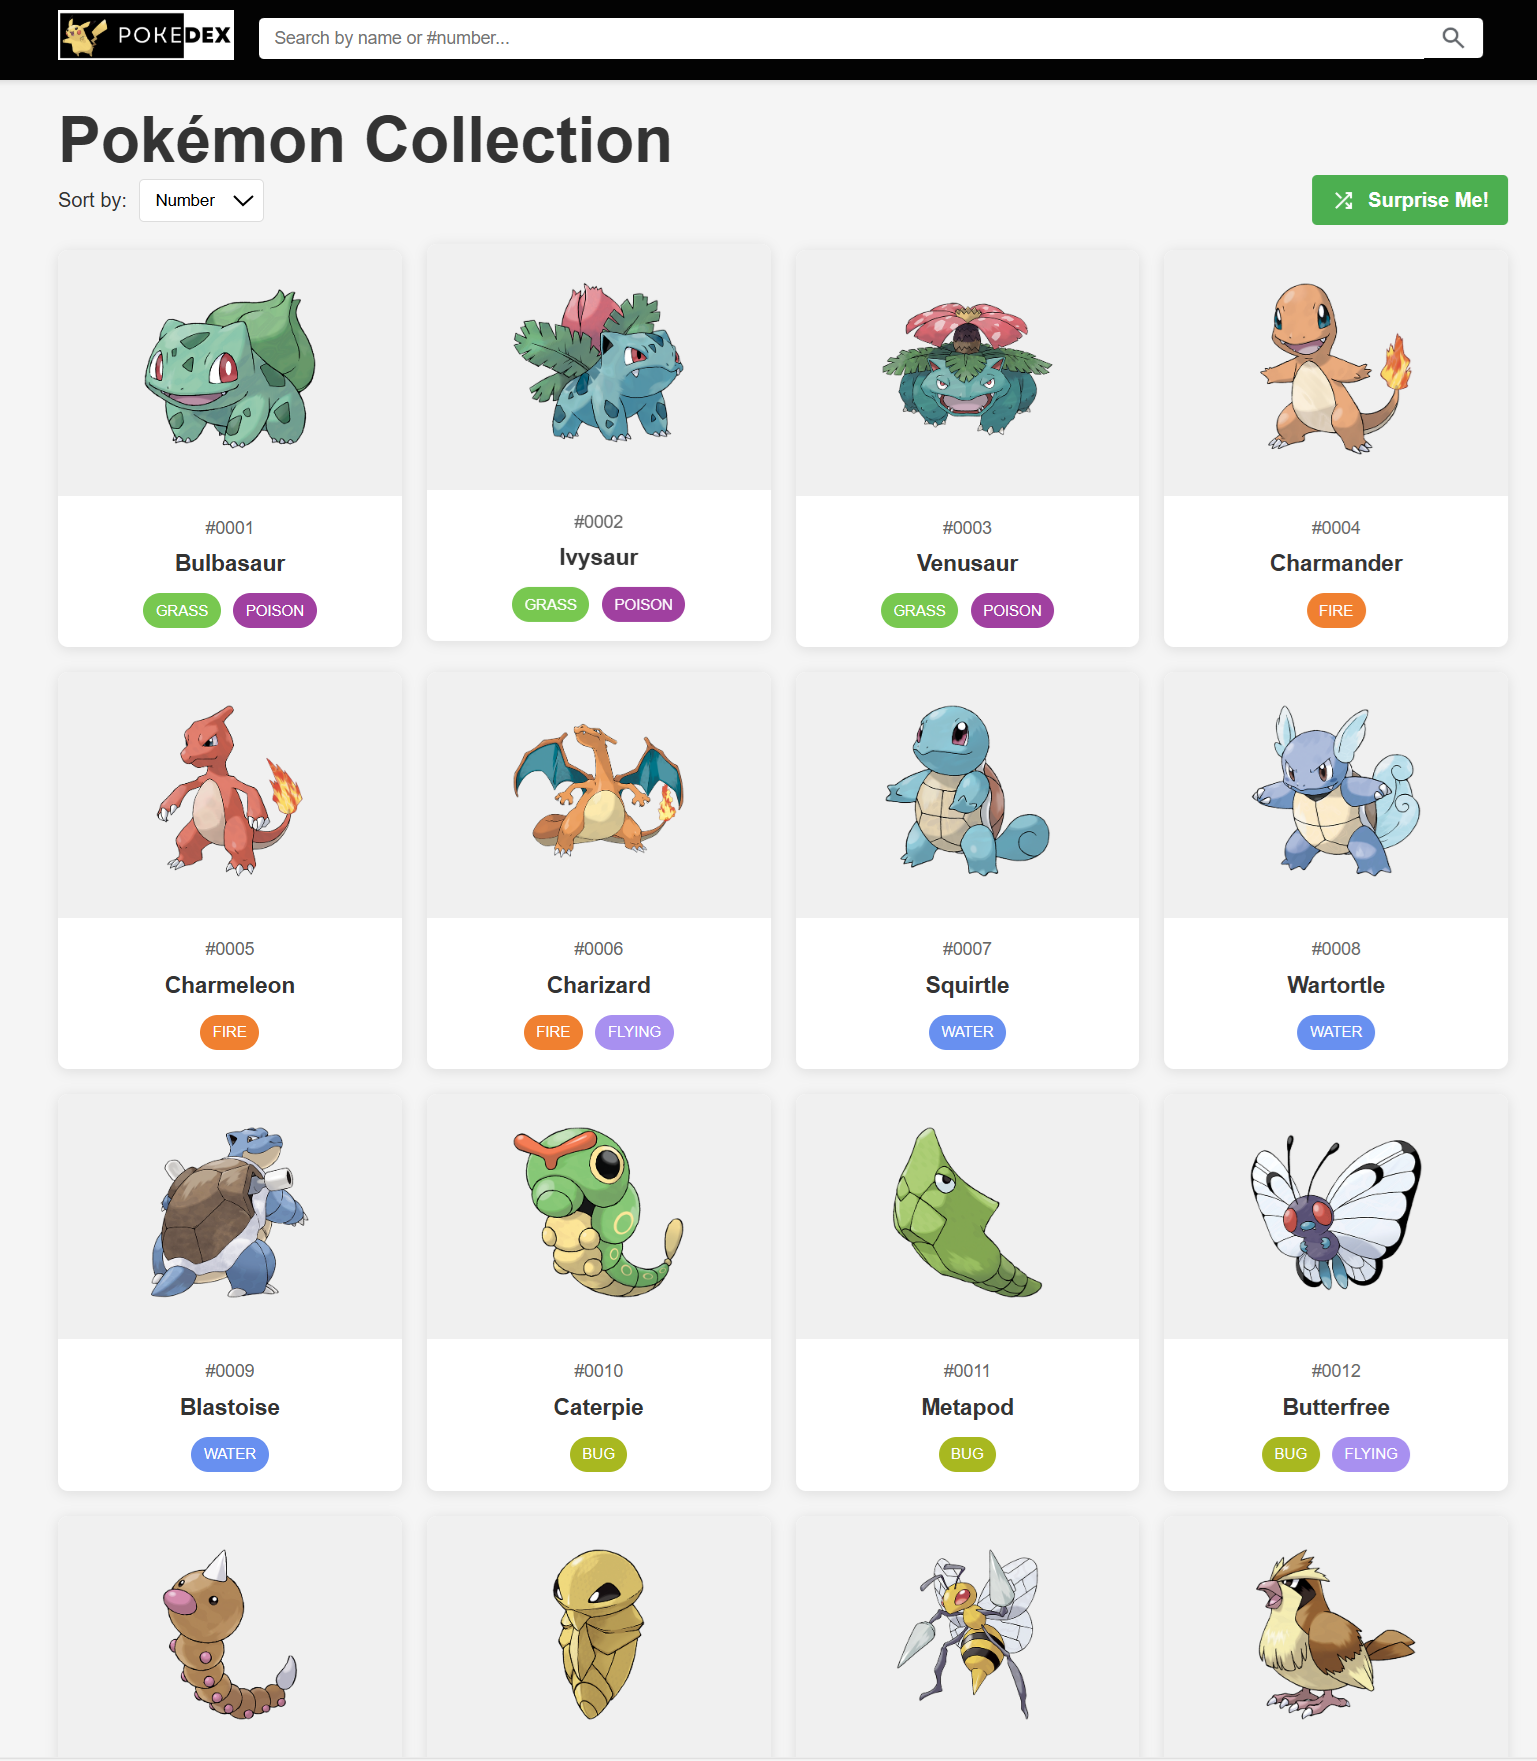 POKEDEX
Search by name or #number...
Pokémon Collection
Sort by: Number
Surprise Me!
#0001
Bulbasaur
GRASS POISON
#0002
Ivysaur
GRASS POISON
#0003
Venusaur
GRASS POISON
#0004
Charmander
FIRE
#0005
Charmeleon
FIRE
#0006
Charizard
FIRE FLYING
#0007
Squirtle
WATER
#0008
Wartortle
WATER
#0009
Blastoise
WATER
#0010
Caterpie
BUG
#0011
Metapod
BUG
#0012
Butterfree
BUG FLYING